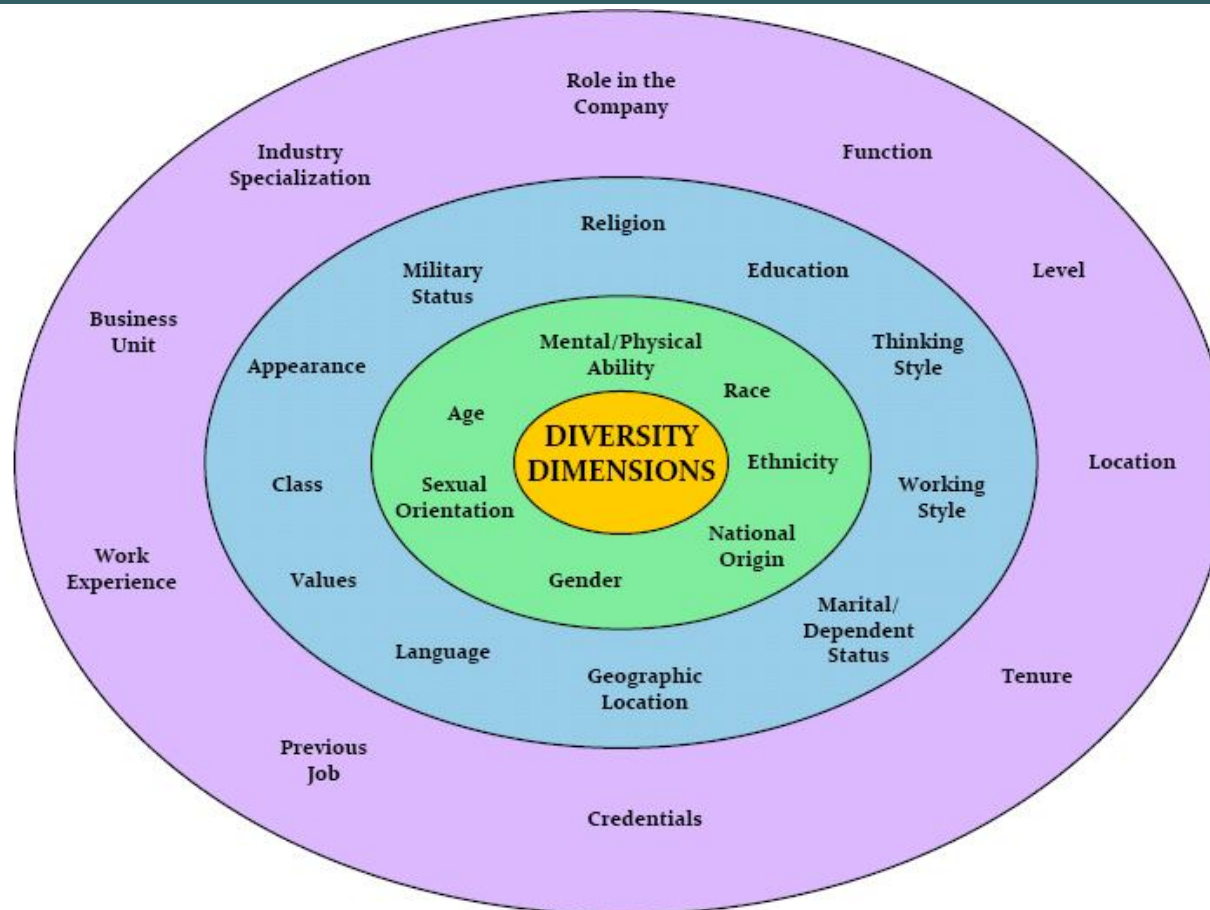 Role in the
Company
Function
Industry
Specialization
Level
Business
Unit
Location
Work
Experience
Tenure
Previous
Job
Credentials
Religion
Military
Status
Education
Appearance
Thinking
Style
Class
Working
Style
Values
Marital/
Dependent
Status
Language
Geographic
Location
Mental/Physical
Ability
Race
Age
Ethnicity
Sexual
Orientation
National
Origin
Gender
DIVERSITY
DIMENSIONS